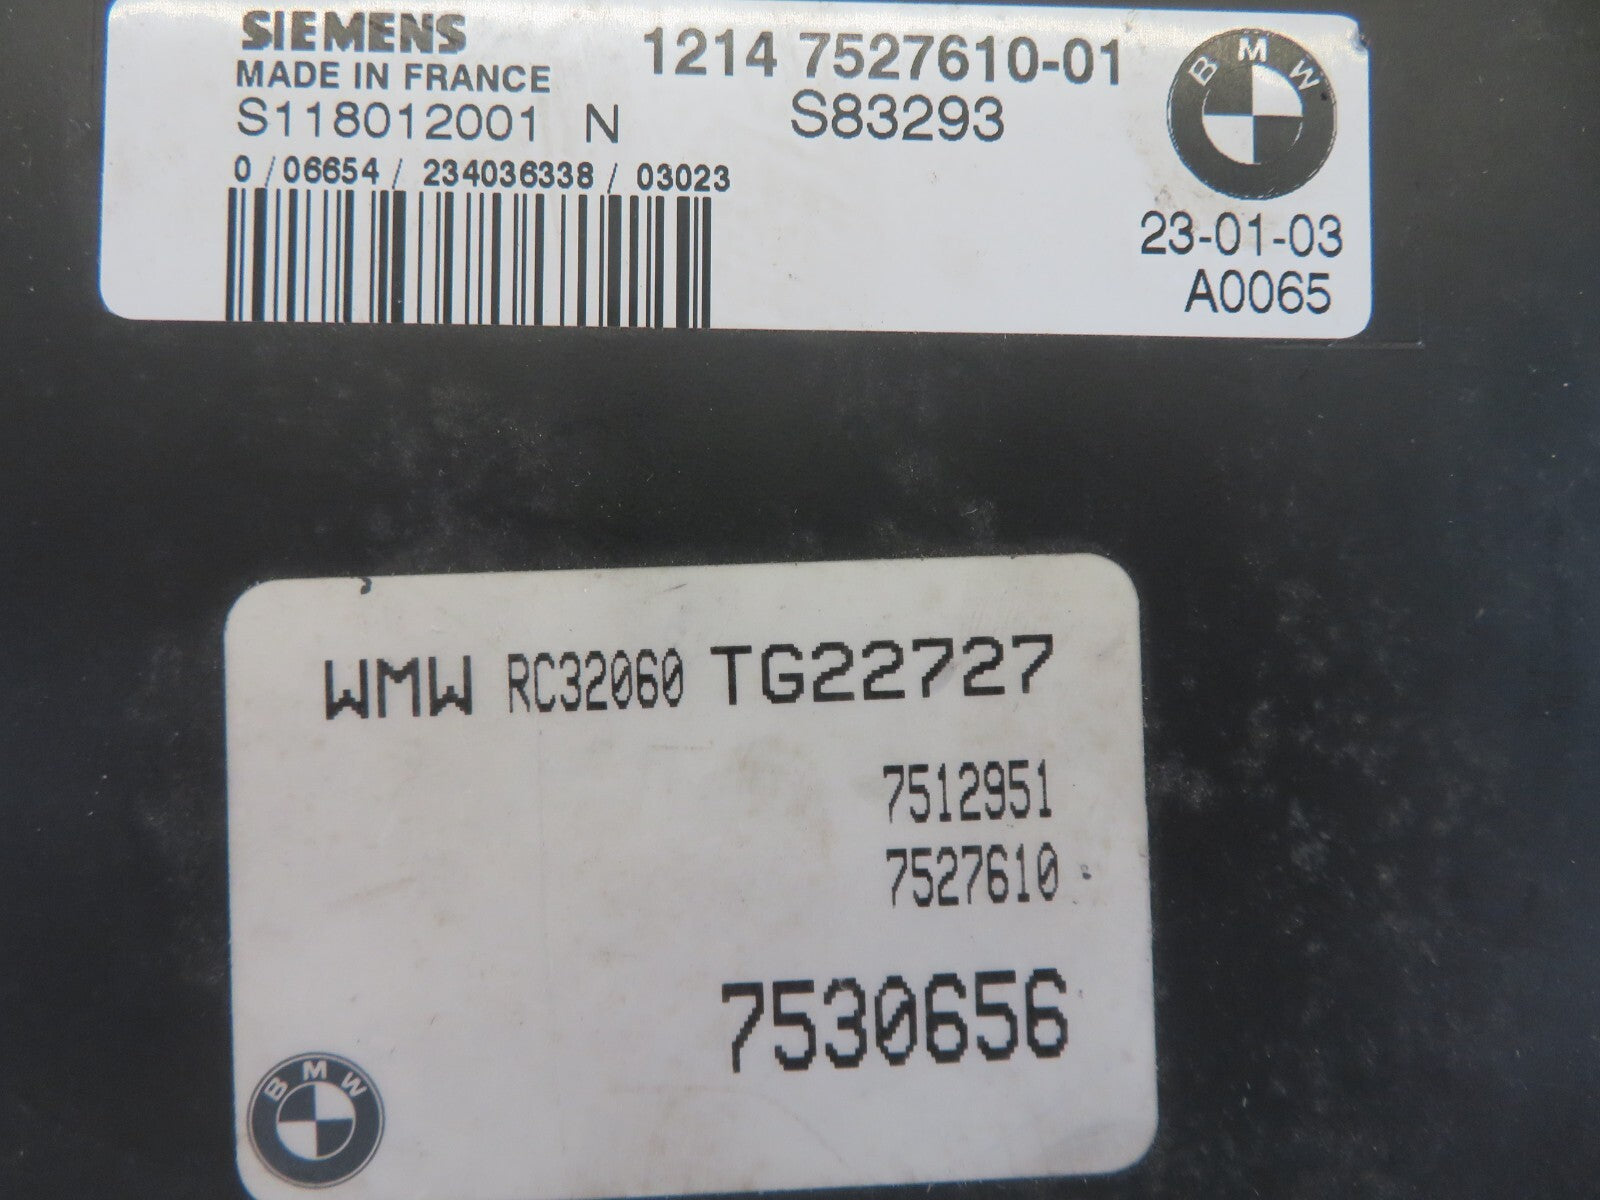 SIEMENS 1214 7527610-01
MADE IN FRANCE
S118012001 N S83293
BMW
0 / 06654 / 234036338 / 03023
23-01-03
A0065
WMW RC32060 TG22727
7512951
7527610
7530656
BMW